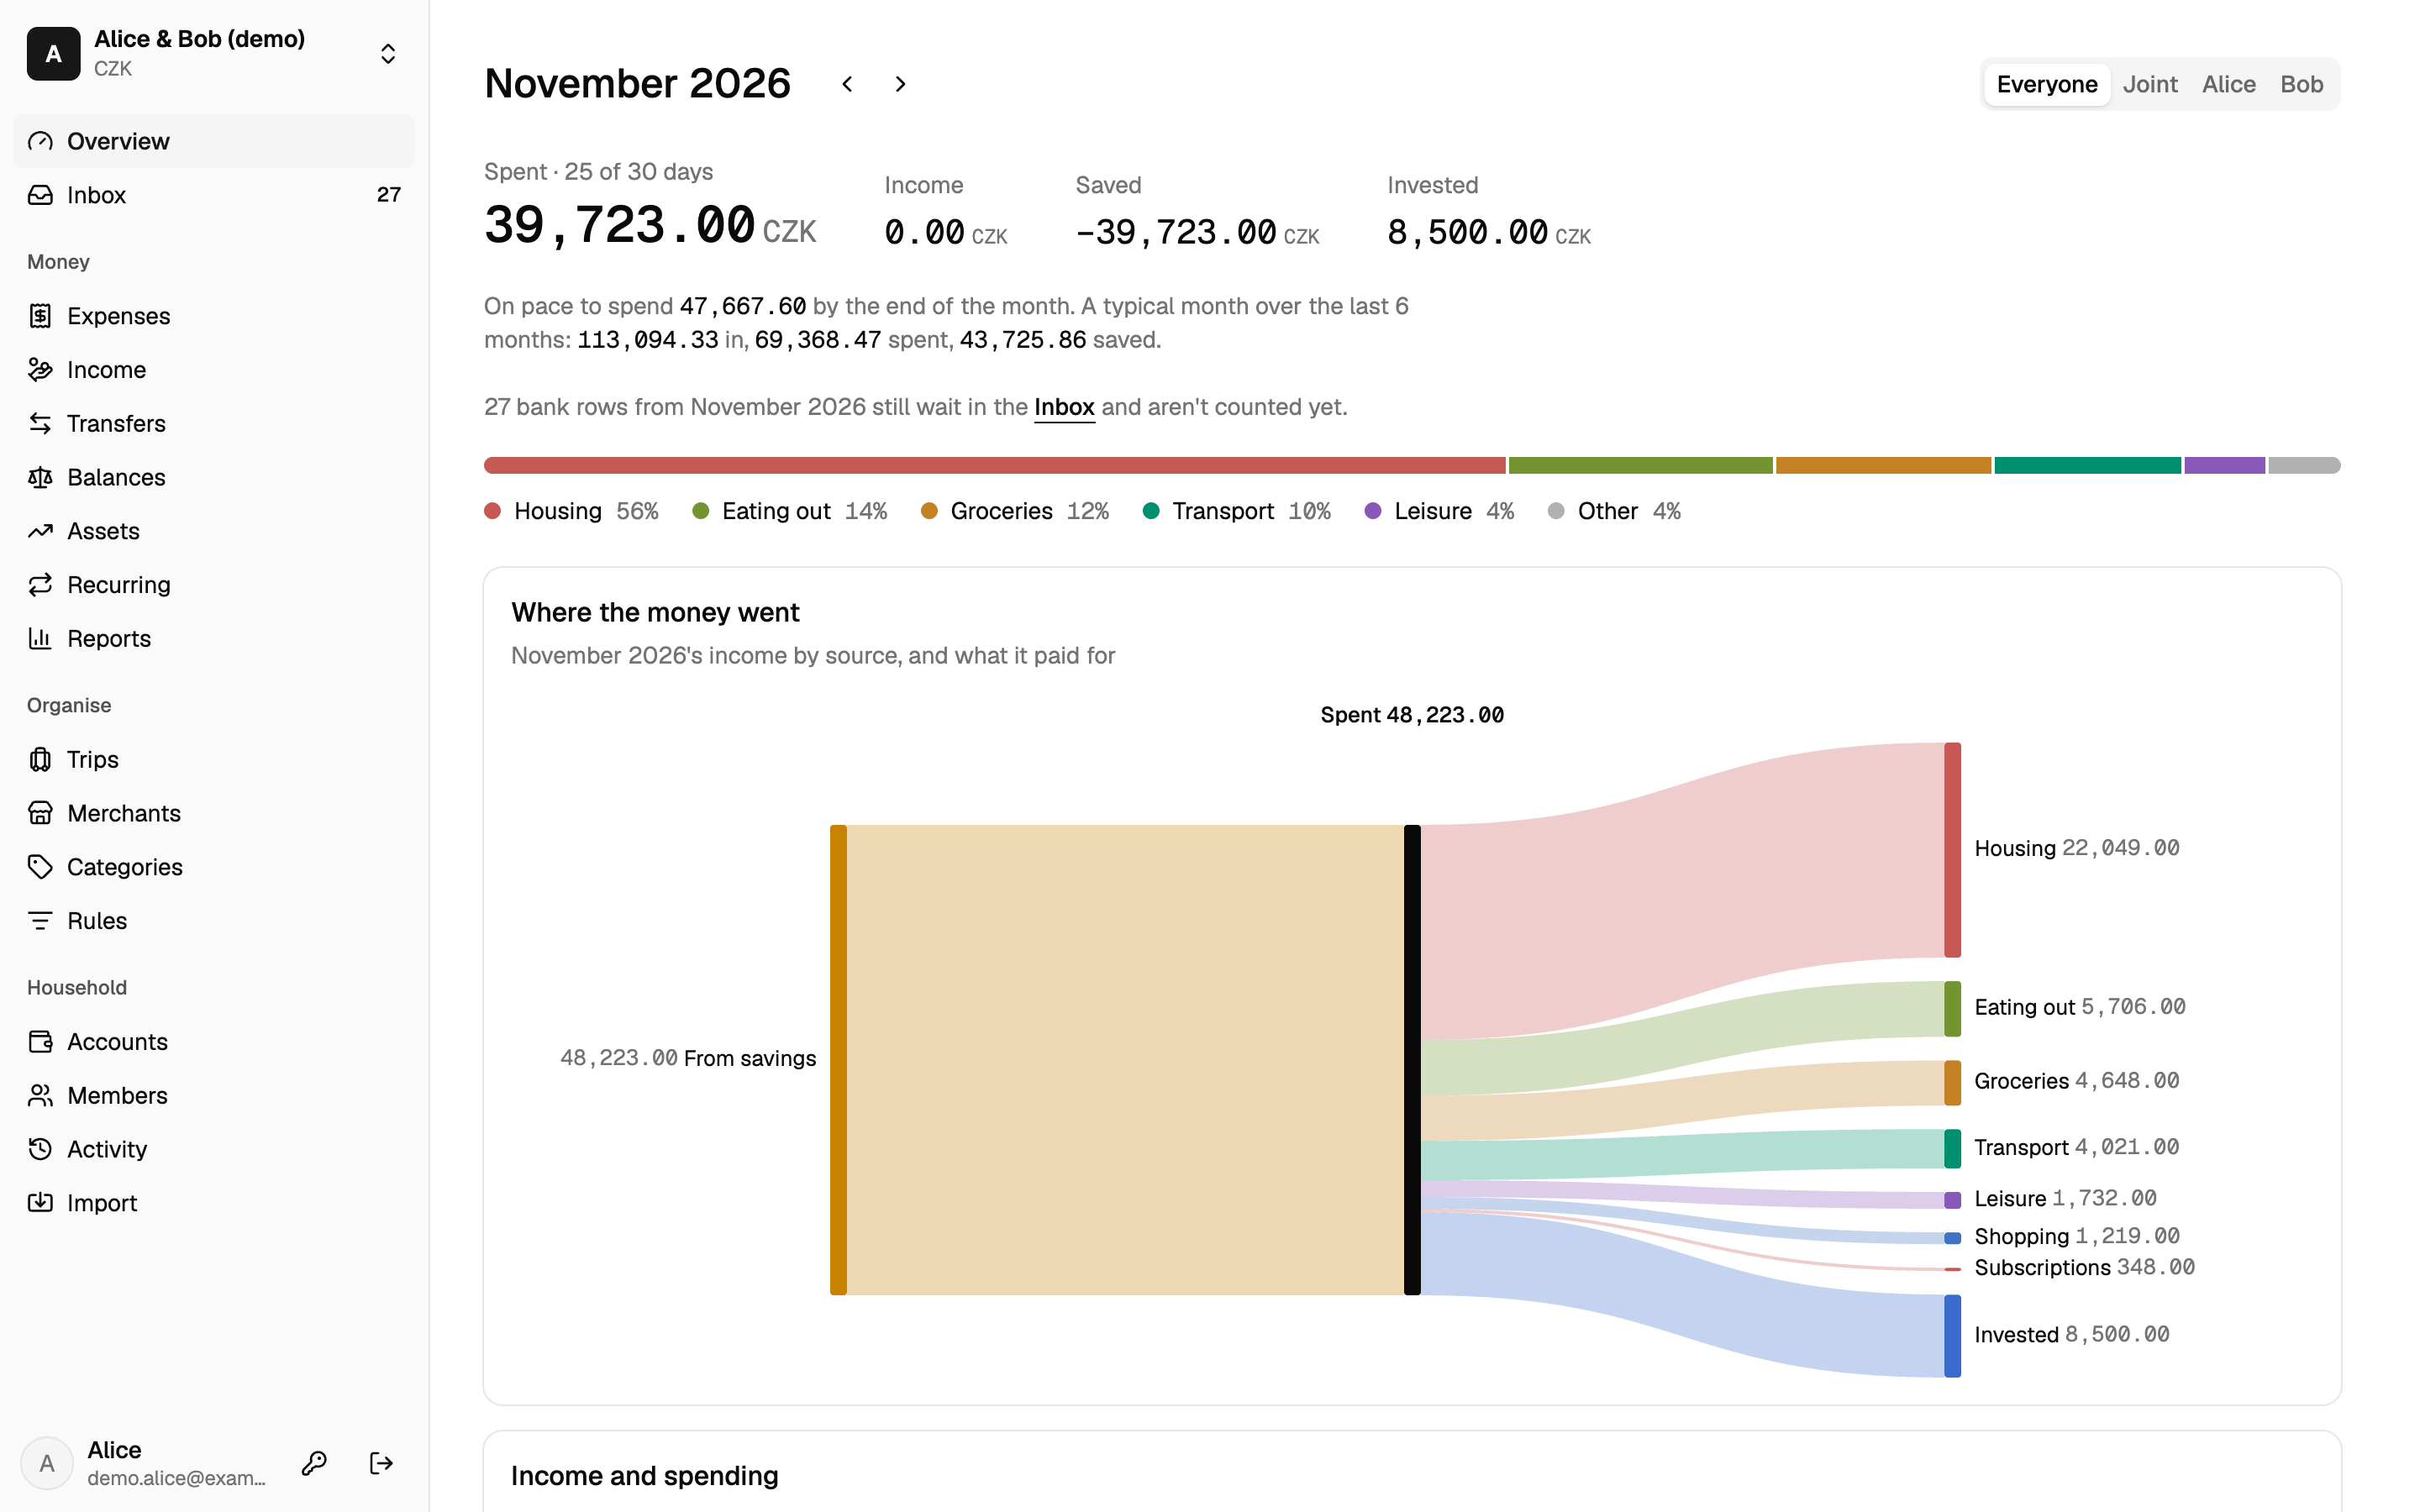 A
Alice & Bob (demo)
CZK
Overview
Inbox 27
Money
Expenses
Income
Transfers
Balances
Assets
Recurring
Reports
Organise
Trips
Merchants
Categories
Rules
Household
Accounts
Members
Activity
Import
A
Alice
demo.alice@exam...
November 2026
Everyone Joint Alice Bob
Spent · 25 of 30 days
39,723.00 CZK
Income
0.00 CZK
Saved
−39,723.00 CZK
Invested
8,500.00 CZK
On pace to spend 47,667.60 by the end of the month. A typical month over the last 6
months: 113,094.33 in, 69,368.47 spent, 43,725.86 saved.
27 bank rows from November 2026 still wait in the Inbox and aren't counted yet.
Housing 56% Eating out 14% Groceries 12% Transport 10% Leisure 4% Other 4%
Where the money went
November 2026's income by source, and what it paid for
Spent 48,223.00
48,223.00 From savings
Housing 22,049.00
Eating out 5,706.00
Groceries 4,648.00
Transport 4,021.00
Leisure 1,732.00
Shopping 1,219.00
Subscriptions 348.00
Invested 8,500.00
Income and spending